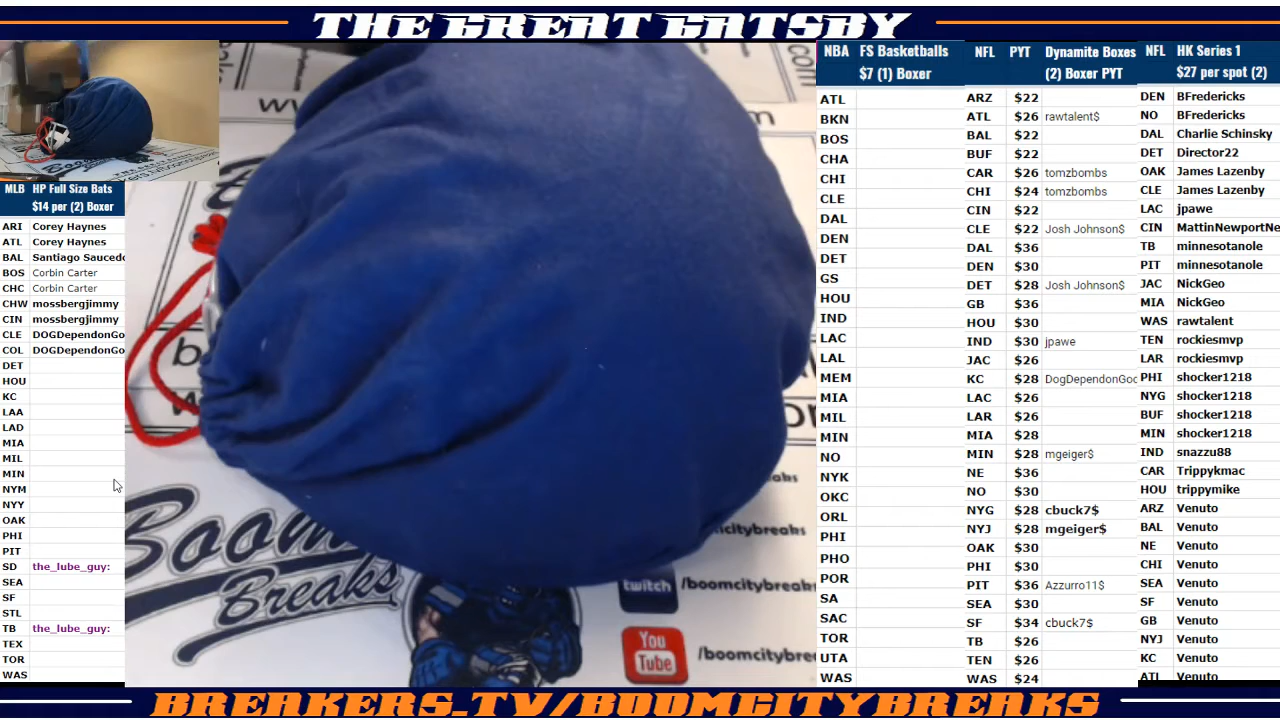 THE GREAT GATSBY
MLB HP Full Size Bats
$14 per (2) Boxer
ARI Corey Haynes
ATL Corey Haynes
BAL Santiago Saucedo
BOS Corbin Carter
CHC Corbin Carter
CHW mossbergjimmy
CIN mossbergjimmy
CLE DOGDependonGo
COL DOGDependonGo
DET
HOU
KC
LAA
LAD
MIA
MIL
MIN
NYM
NYY
OAK
PHI
PIT
SD the_lube_guy:
SEA
SF
STL
TB the_lube_guy:
TEX
TOR
WAS
www.
Boom
Breaks
citybreaks
twitch /boomcitybreaks
You
Tube /boomcitybre
NBA FS Basketballs
$7 (1) Boxer
ATL
BKN
BOS
CHA
CHI
CLE
DAL
DEN
DET
GS
HOU
IND
LAC
LAL
MEM
MIA
MIL
MIN
NO
NYK
OKC
ORL
PHI
PHO
POR
SA
SAC
TOR
UTA
WAS
NFL PYT Dynamite Boxes
(2) Boxer PYT
ARZ $22
ATL $26 rawtalent$
BAL $22
BUF $22
CAR $26 tomzbombs
CHI $24 tomzbombs
CIN $22
CLE $22 Josh Johnson$
DAL $36
DEN $30
DET $28 Josh Johnson$
GB $36
HOU $30
IND $30 jpawe
JAC $26
KC $28 DogDependonGoo
LAC $26
LAR $26
MIA $28
MIN $28 mgeiger$
NE $36
NO $30
NYG $28 cbuck7$
NYJ $28 mgeiger$
OAK $30
PHI $30
PIT $36 Azzurro11$
SEA $30
SF $34 cbuck7$
TB $26
TEN $26
WAS $24
NFL HK Series 1
$27 per spot (2)
DEN BFredericks
NO BFredericks
DAL Charlie Schinsky
DET Director22
OAK James Lazenby
CLE James Lazenby
LAC jpawe
CIN MattinNewportNe
TB minnesotanole
PIT minnesotanole
JAC NickGeo
MIA NickGeo
WAS rawtalent
TEN rockiesmvp
LAR rockiesmvp
PHI shocker1218
NYG shocker1218
BUF shocker1218
MIN shocker1218
IND snazzu88
CAR Trippykmac
HOU trippymike
ARZ Venuto
BAL Venuto
NE Venuto
CHI Venuto
SEA Venuto
SF Venuto
GB Venuto
NYJ Venuto
KC Venuto
ATL Venuto
BREAKERS.TV/BOOMCITYBREAKS